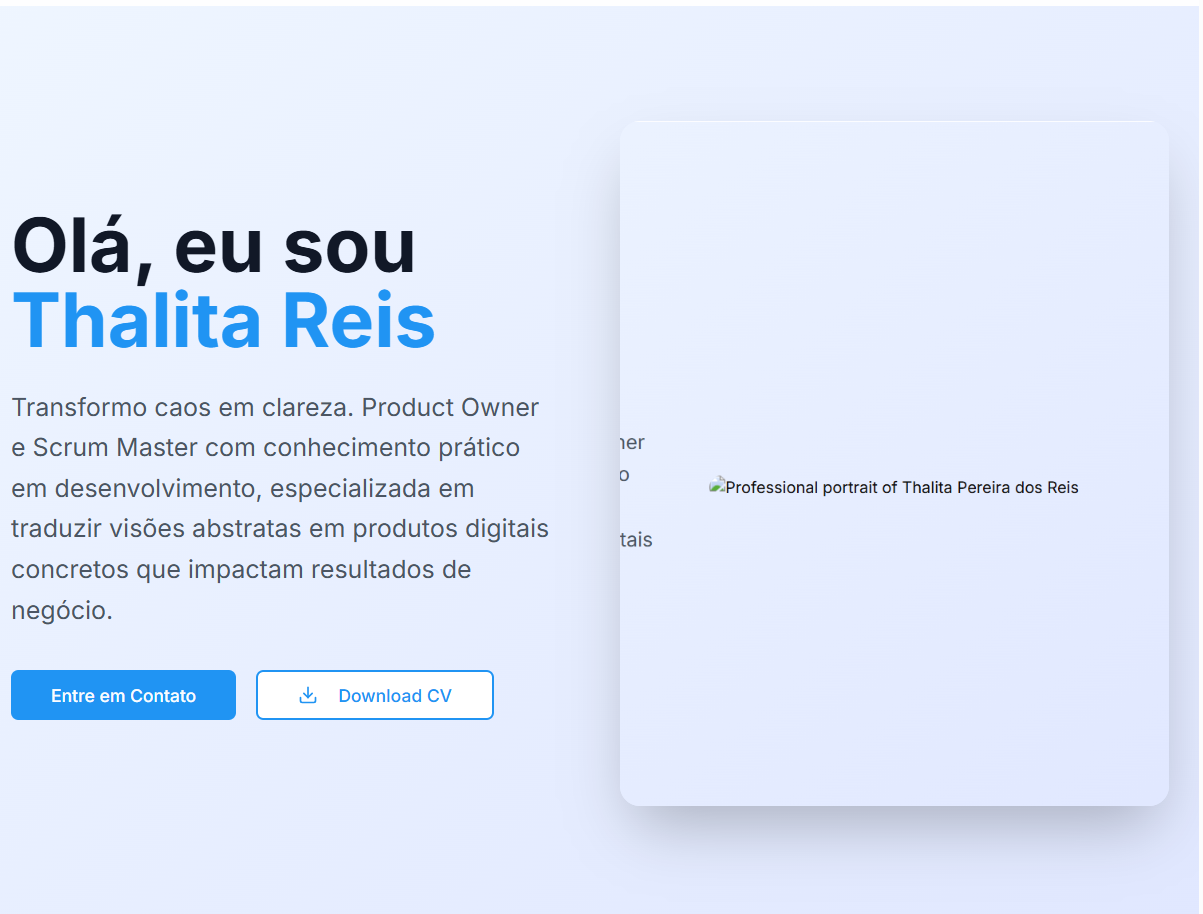 Olá, eu sou
Thalita Reis
Transformo caos em clareza. Product Owner
e Scrum Master com conhecimento prático
em desenvolvimento, especializada em
traduzir visões abstratas em produtos digitais
concretos que impactam resultados de
negócio.
Entre em Contato
Download CV
ner
o
tais
Professional portrait of Thalita Pereira dos Reis